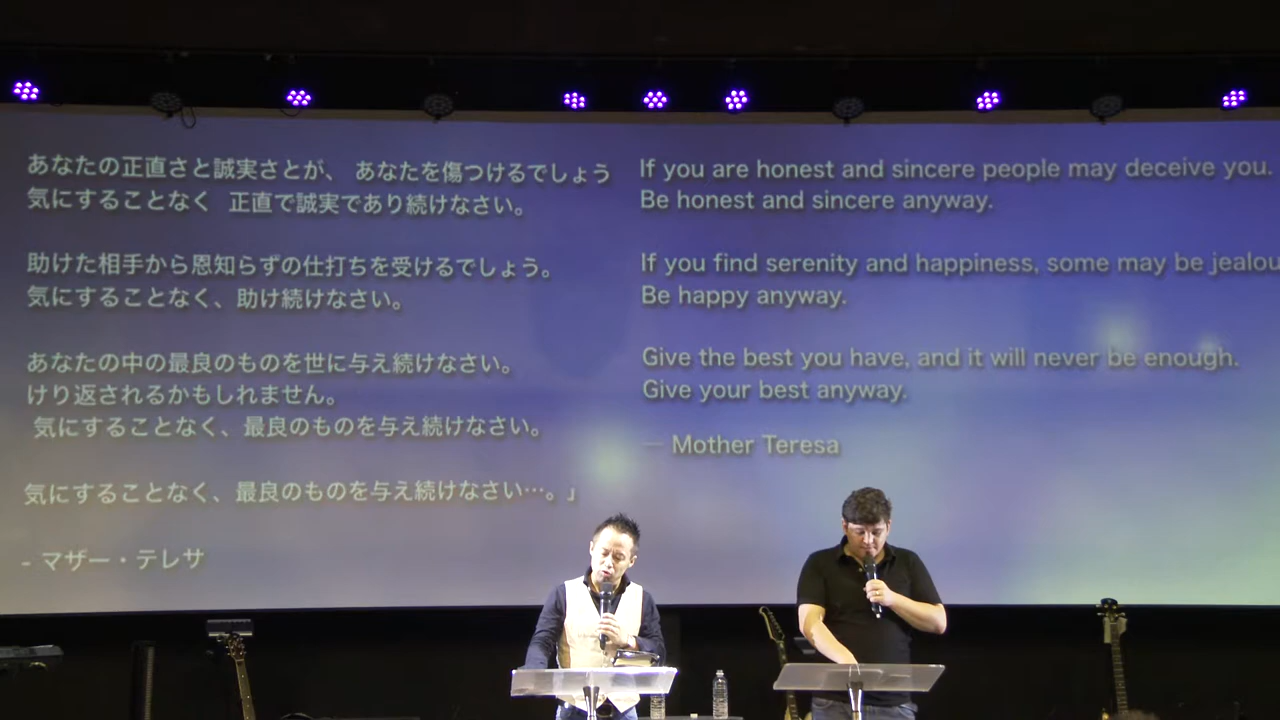 あなたの正直さと誠実さとが、 あなたを傷つけるでしょう
気にすることなく 正直で誠実であり続けなさい。
助けた相手から恩知らずの仕打ちを受けるでしょう。
気にすることなく、助け続けなさい。
あなたの中の最良のものを世に与え続けなさい。
けり返されるかもしれません。
気にすることなく、最良のものを与え続けなさい。
気にすることなく、最良のものを与え続けなさい…。」
- マザー・テレサ
If you are honest and sincere people may deceive you.
Be honest and sincere anyway.
If you find serenity and happiness, some may be jealou
Be happy anyway.
Give the best you have, and it will never be enough.
Give your best anyway.
— Mother Teresa